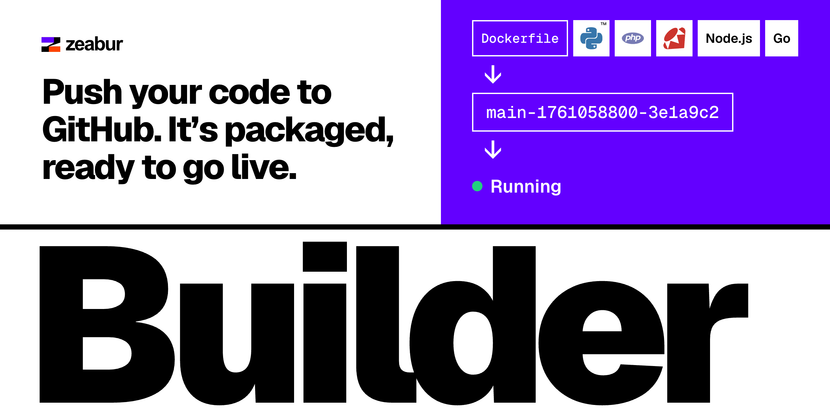 zeabur
Push your code to
GitHub. It’s packaged,
ready to go live.
Dockerfile
™
php
Node.js
Go
main-1761058800-3e1a9c2
Running
Builder